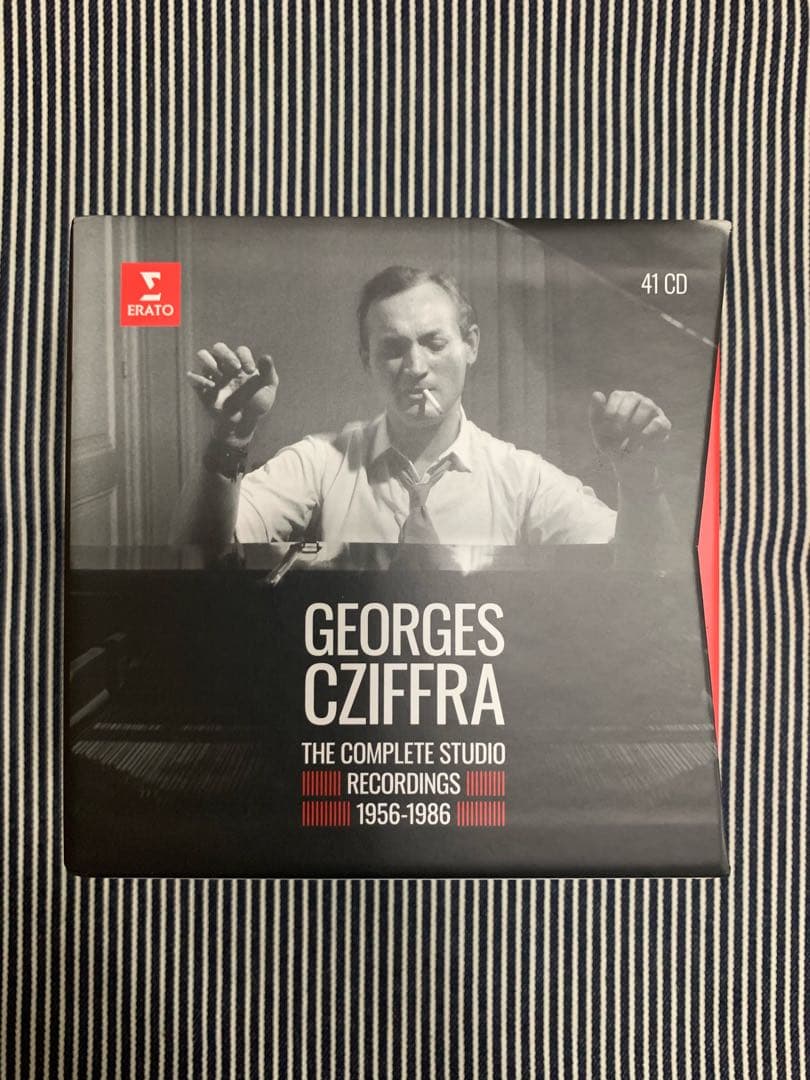 ERATO
41 CD
GEORGES
CZIFFRA
THE COMPLETE STUDIO
RECORDINGS
1956-1986